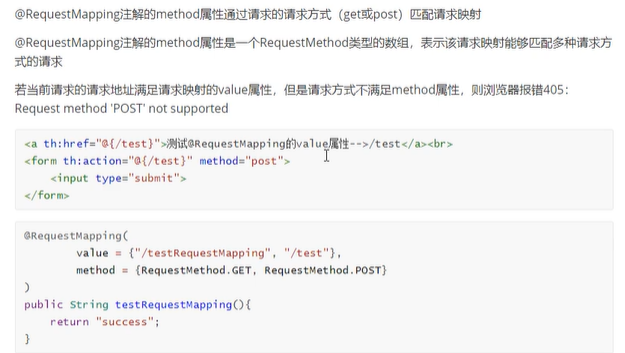 @RequestMapping注解的method属性通过请求的请求方式（get或post）匹配请求映射
@RequestMapping注解的method属性是一个RequestMethod类型的数组，表示该请求映射能够匹配多种请求方
式的请求
若当前请求的请求地址满足请求映射的value属性，但是请求方式不满足method属性，则浏览器报错405：
Request method 'POST' not supported
<a th:href="@{/test}">测试@RequestMapping的value属性-->/test</a><br>
<form th:action="@{/test}" method="post">
    <input type="submit">
</form>
@RequestMapping(
        value = {"/testRequestMapping", "/test"},
        method = {RequestMethod.GET, RequestMethod.POST}
)
public String testRequestMapping(){
    return "success";
}